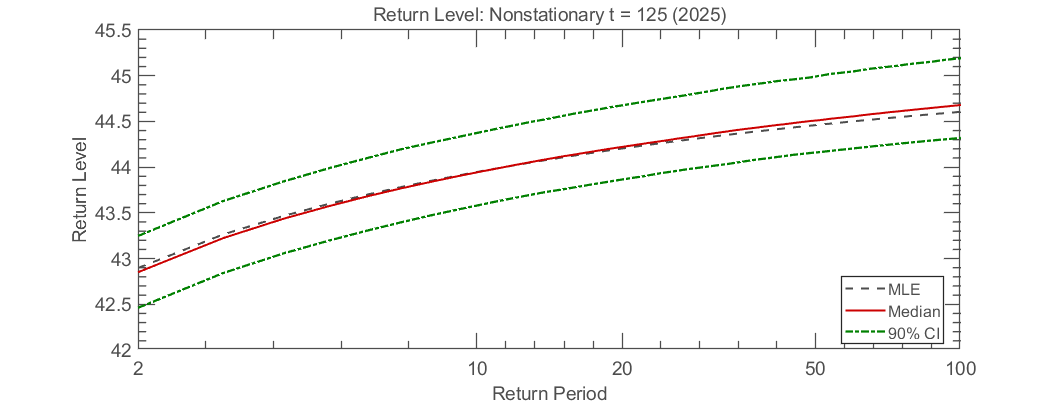 Return Level: Nonstationary t = 125 (2025)
45.5
45
44.5
44
43.5
43
42.5
42
Return Level
2
10
20
50
100
Return Period
MLE
Median
90% CI